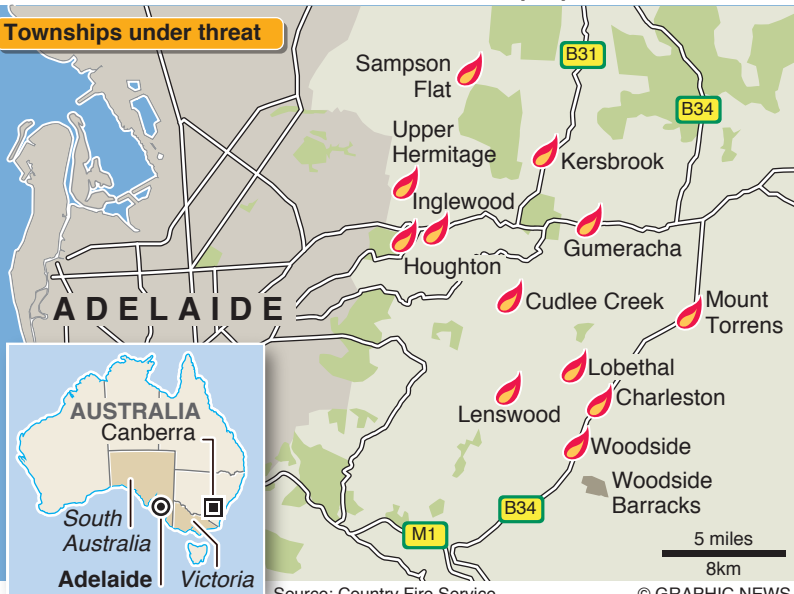 Townships under threat
Sampson
Flat
B31
B34
Upper
Hermitage
Kersbrook
Inglewood
Gumeracha
Houghton
ADELAIDE
Cudlee Creek
Mount
Torrens
Lobethal
Charleston
Lenswood
Woodside
Woodside
Barracks
B34
M1
5 miles
8km
AUSTRALIA
Canberra
South
Australia
Adelaide
Victoria
Source: Country Fire Service
© GRAPHIC NEWS